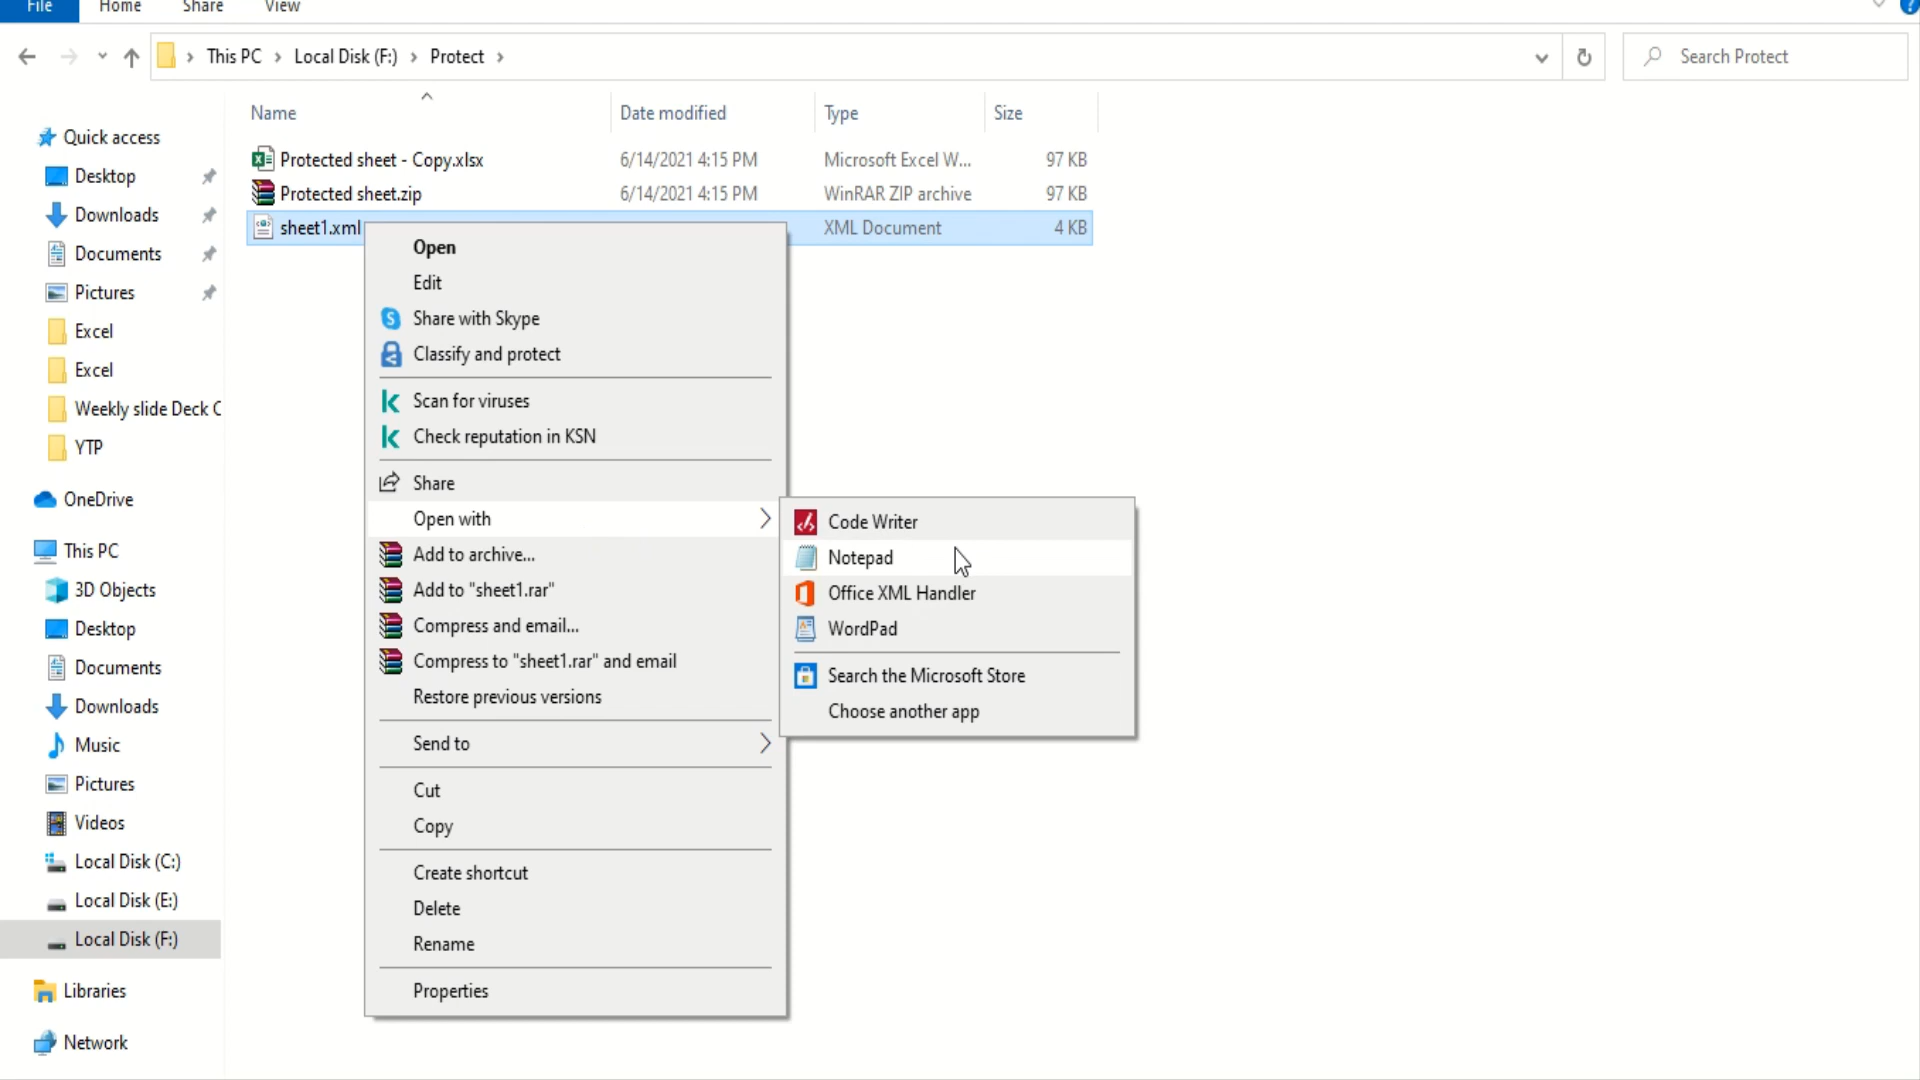 File Home Share View
This PC > Local Disk (F:) > Protect >
Search Protect
Name Date modified Type Size
Protected sheet - Copy.xlsx 6/14/2021 4:15 PM Microsoft Excel W... 97 KB
Protected sheet.zip 6/14/2021 4:15 PM WinRAR ZIP archive 97 KB
sheet1.xml XML Document 4 KB
Quick access
Desktop
Downloads
Documents
Pictures
Excel
Excel
Weekly slide Deck C
YTP
OneDrive
This PC
3D Objects
Desktop
Documents
Downloads
Music
Pictures
Videos
Local Disk (C:)
Local Disk (E:)
Local Disk (F:)
Libraries
Network
Open
Edit
Share with Skype
Classify and protect
Scan for viruses
Check reputation in KSN
Share
Open with
Add to archive...
Add to "sheet1.rar"
Compress and email...
Compress to "sheet1.rar" and email
Restore previous versions
Send to
Cut
Copy
Create shortcut
Delete
Rename
Properties
Code Writer
Notepad
Office XML Handler
WordPad
Search the Microsoft Store
Choose another app